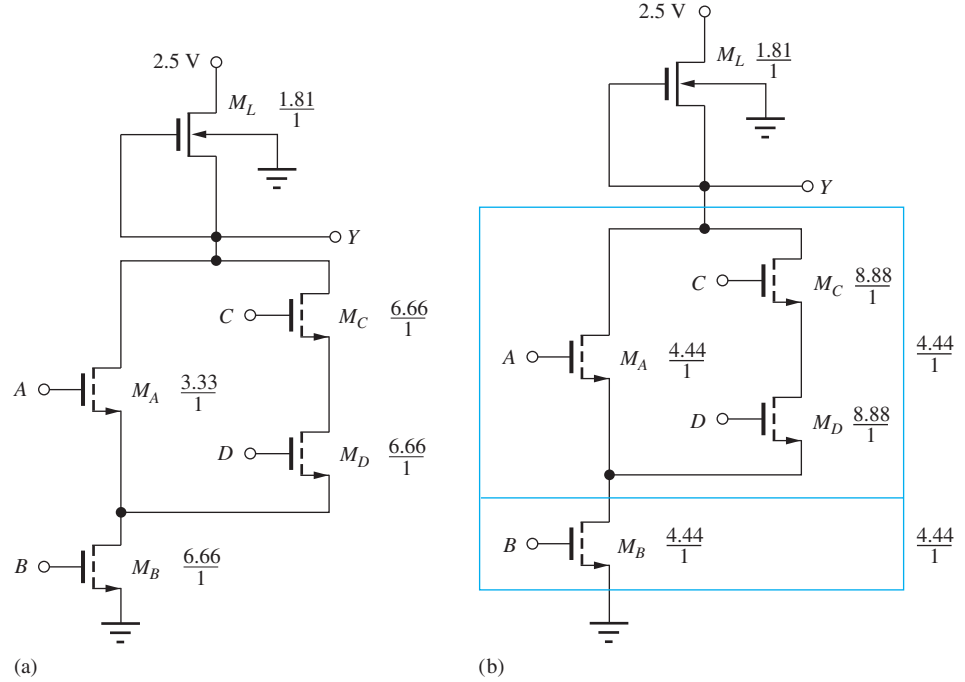 2.5 V
M_L 1.81/1
Y
C
M_C 6.66/1
A
M_A 3.33/1
D
M_D 6.66/1
B
M_B 6.66/1
(a)
2.5 V
M_L 1.81/1
Y
C
M_C 8.88/1
A
M_A 4.44/1
4.44/1
D
M_D 8.88/1
B
M_B 4.44/1
4.44/1
(b)